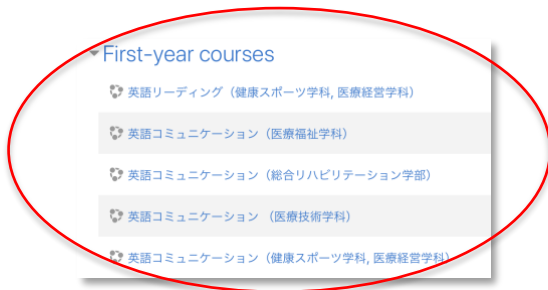 First-year courses
英語リーディング（健康スポーツ学科, 医療経営学科）
英語コミュニケーション（医療福祉学科）
英語コミュニケーション（総合リハビリテーション学部）
英語コミュニケーション （医療技術学科）
英語コミュニケーション（健康スポーツ学科, 医療経営学科）